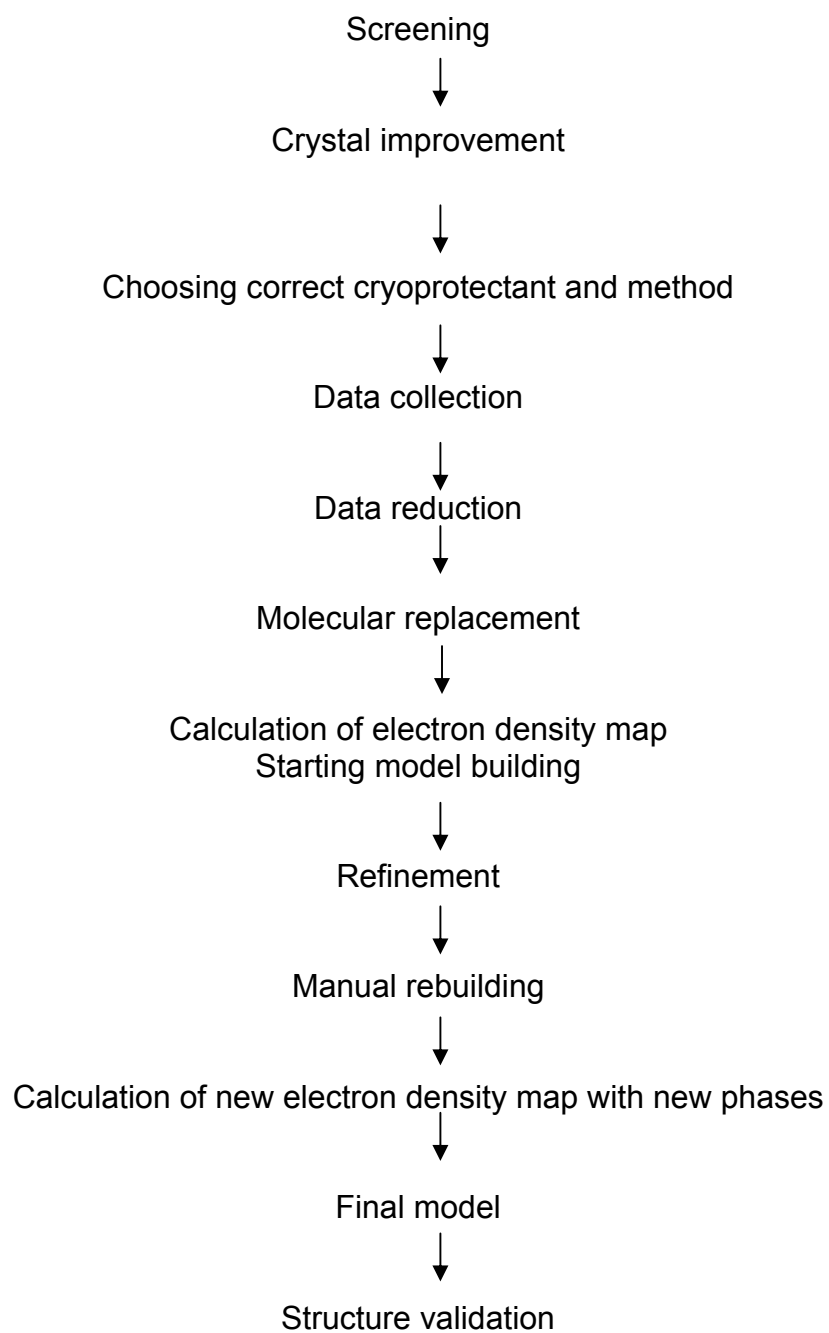 Screening
Crystal improvement
Choosing correct cryoprotectant and method
Data collection
Data reduction
Molecular replacement
Calculation of electron density map
Starting model building
Refinement
Manual rebuilding
Calculation of new electron density map with new phases
Final model
Structure validation